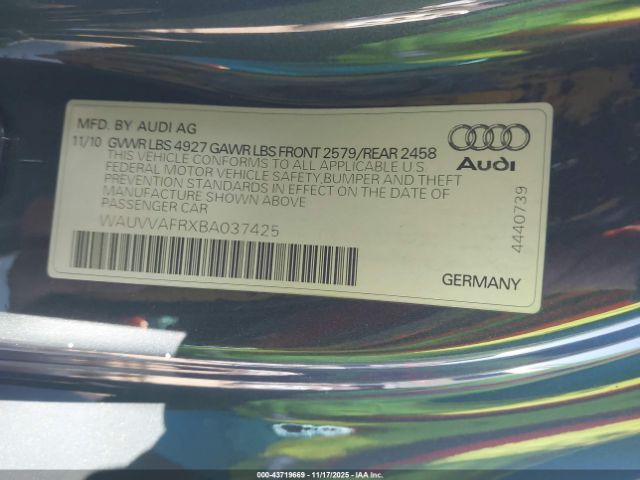 MFD. BY AUDI AG
11/10 GVWR LBS 4927 GAWR LBS FRONT 2579/REAR 2458
THIS VEHICLE CONFORMS TO ALL APPLICABLE U.S
FEDERAL MOTOR VEHICLE SAFETY,BUMPER AND THEFT
PREVENTION STANDARDS IN EFFECT ON THE DATE OF
MANUFACTURE SHOWN ABOVE
PASSENGER CAR
WAUVVAFRXBA037425
Audi
4440739
GERMANY
000-43719669 - 11/17/2025 - IAA Inc.